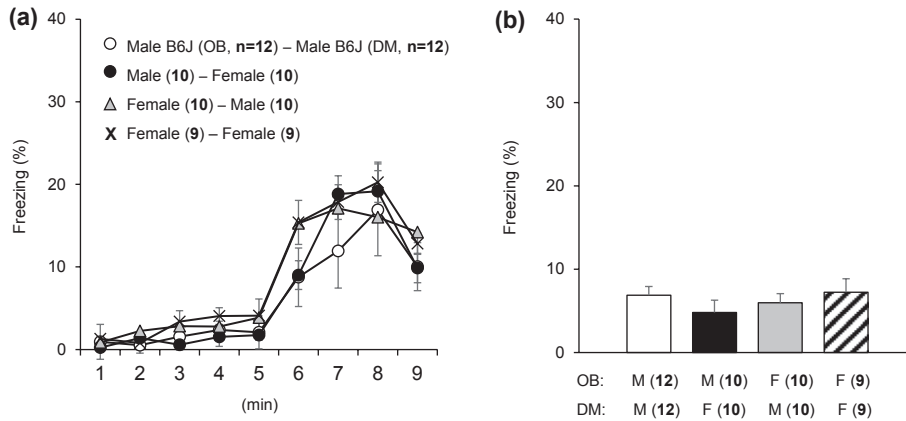 (a)
40
30
20
10
0
Freezing (%)
Male B6J (OB, n=12) – Male B6J (DM, n=12)
Male (10) – Female (10)
Female (10) – Male (10)
X Female (9) – Female (9)
1 2 3 4 5 6 7 8 9
(min)
(b)
40
30
20
10
0
Freezing (%)
OB: M (12) M (10) F (10) F (9)
DM: M (12) F (10) M (10) F (9)